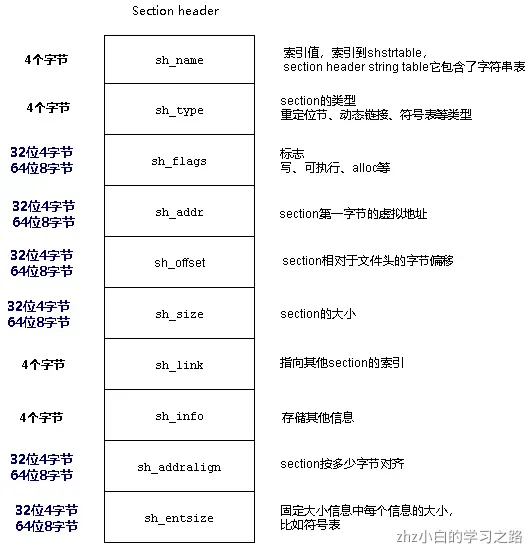 Section header
4个字节
sh_name
索引值，索引到shstrtable，
section header string table它包含了字符串表
4个字节
sh_type
section的类型
重定位节、动态链接、符号表等类型
32位4字节
64位8字节
sh_flags
标志
写、可执行、alloc等
32位4字节
64位8字节
sh_addr
section第一字节的虚拟地址
32位4字节
64位8字节
sh_offset
section相对于文件头的字节偏移
32位4字节
64位8字节
sh_size
section的大小
4个字节
sh_link
指向其他section的索引
4个字节
sh_info
存储其他信息
32位4字节
64位8字节
sh_addralign
section按多少字节对齐
32位4字节
64位8字节
sh_entsize
固定大小信息中每个信息的大小，
比如符号表
zhz小白的学习之路